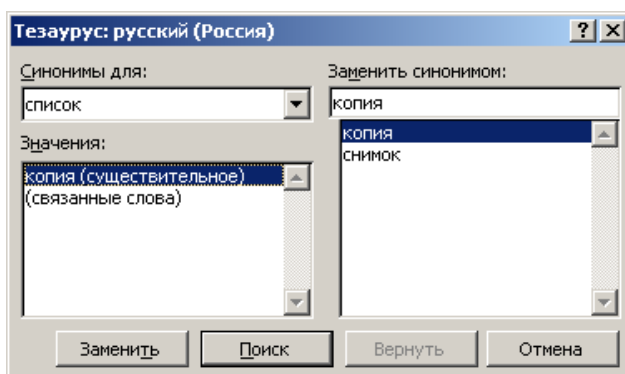 Тезаурус: русский (Россия)
Синонимы для:
список
Значения:
копия (существительное)
(связанные слова)
Заменить синонимом:
копия
копия
снимок
Заменить
Поиск
Вернуть
Отмена